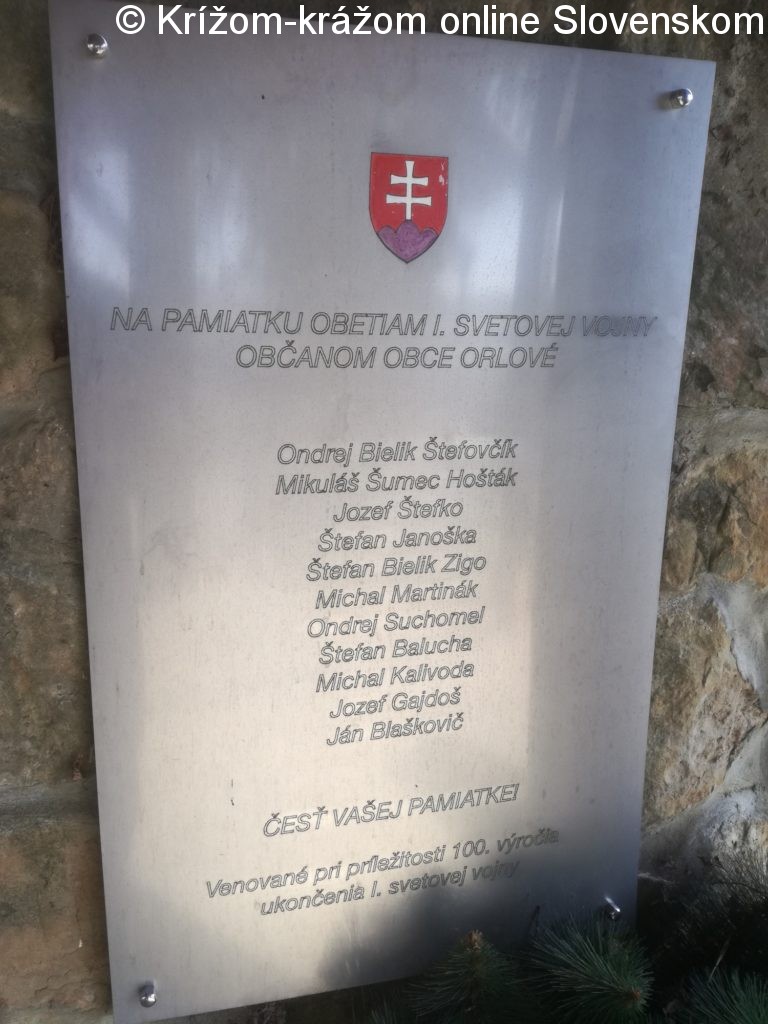 © Krížom-krážom online Slovenskom
NA PAMIATKU OBETIAM I. SVETOVEJ VOJNY
OBČANOM OBCE ORLOVÉ
Ondrej Bielik Štefovčík
Mikuláš Šumec Hošták
Jozef Štefko
Štefan Janoška
Štefan Bielik Zigo
Michal Martinák
Ondrej Suchomel
Štefan Balucha
Michal Kalivoda
Jozef Gajdoš
Ján Blaškovič
ČESŤ VAŠEJ PAMIATKE!
Venované pri príležitosti 100. výročia
ukončenia I. svetovej vojny